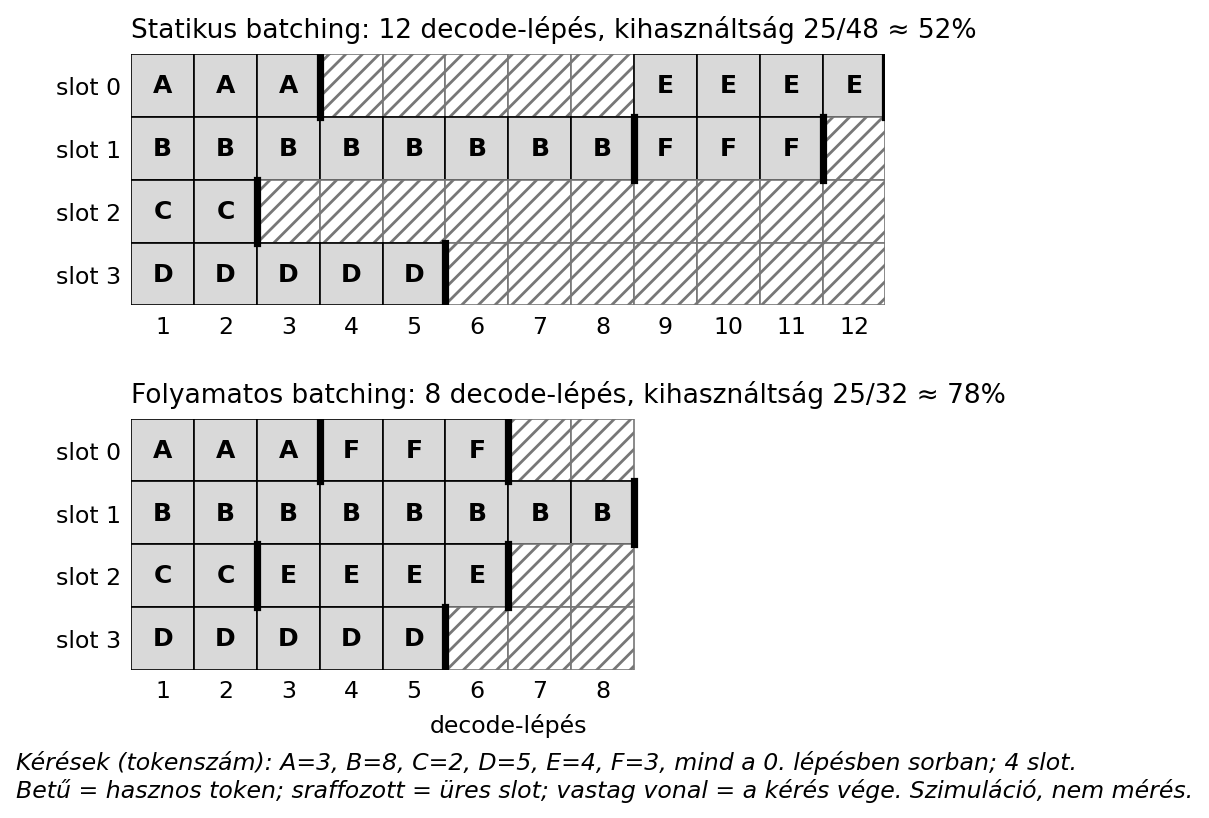 Statikus batching: 12 decode-lépés, kihasználtság 25/48 ≈ 52%
slot 0 A A A E E E E
slot 1 B B B B B B B B F F F
slot 2 C C
slot 3 D D D D D
1 2 3 4 5 6 7 8 9 10 11 12
Folyamatos batching: 8 decode-lépés, kihasználtság 25/32 ≈ 78%
slot 0 A A A F F F
slot 1 B B B B B B B B
slot 2 C C E E E E
slot 3 D D D D D
1 2 3 4 5 6 7 8
decode-lépés
Kérések (tokenszám): A=3, B=8, C=2, D=5, E=4, F=3, mind a 0. lépésben sorban; 4 slot.
Betű = hasznos token; sraffozott = üres slot; vastag vonal = a kérés vége. Szimuláció, nem mérés.